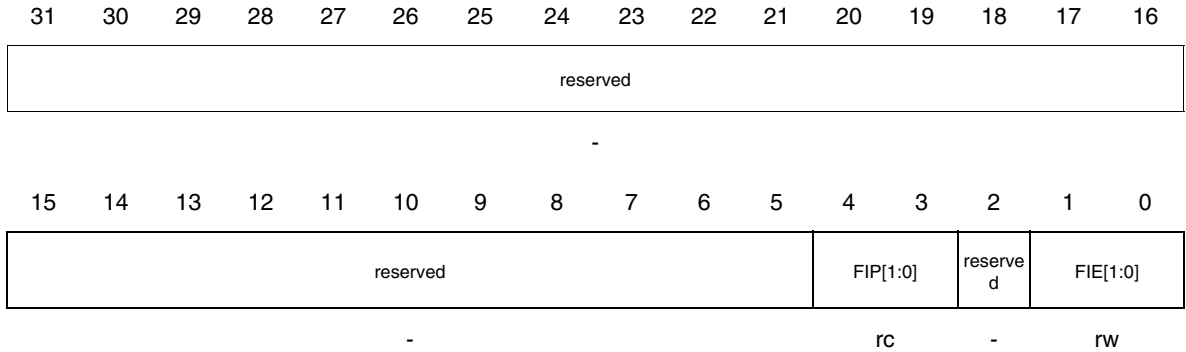 31 30 29 28 27 26 25 24 23 22 21 20 19 18 17 16
reserved
-
15 14 13 12 11 10 9 8 7 6 5 4 3 2 1 0
reserved FIP[1:0] reserve FIE[1:0]
d
- rc - rw